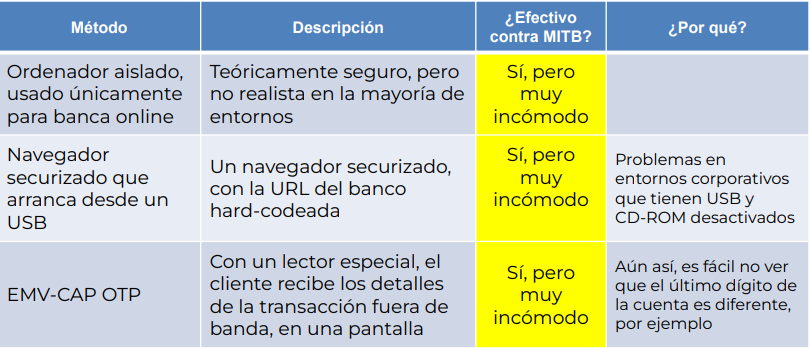 Método
Descripción
¿Efectivo
contra MITB?
¿Por qué?
Ordenador aislado,
usado únicamente
para banca online
Teóricamente seguro, pero
no realista en la mayoría de
entornos
Sí, pero
muy
incómodo
Navegador
securizado que
arranca desde un
USB
Un navegador securizado,
con la URL del banco
hard-codeada
Sí, pero
muy
incómodo
Problemas en
entornos corporativos
que tienen USB y
CD-ROM desactivados
EMV-CAP OTP
Con un lector especial, el
cliente recibe los detalles
de la transacción fuera de
banda, en una pantalla
Sí, pero
muy
incómodo
Aún así, es fácil no ver
que el último dígito de
la cuenta es diferente,
por ejemplo